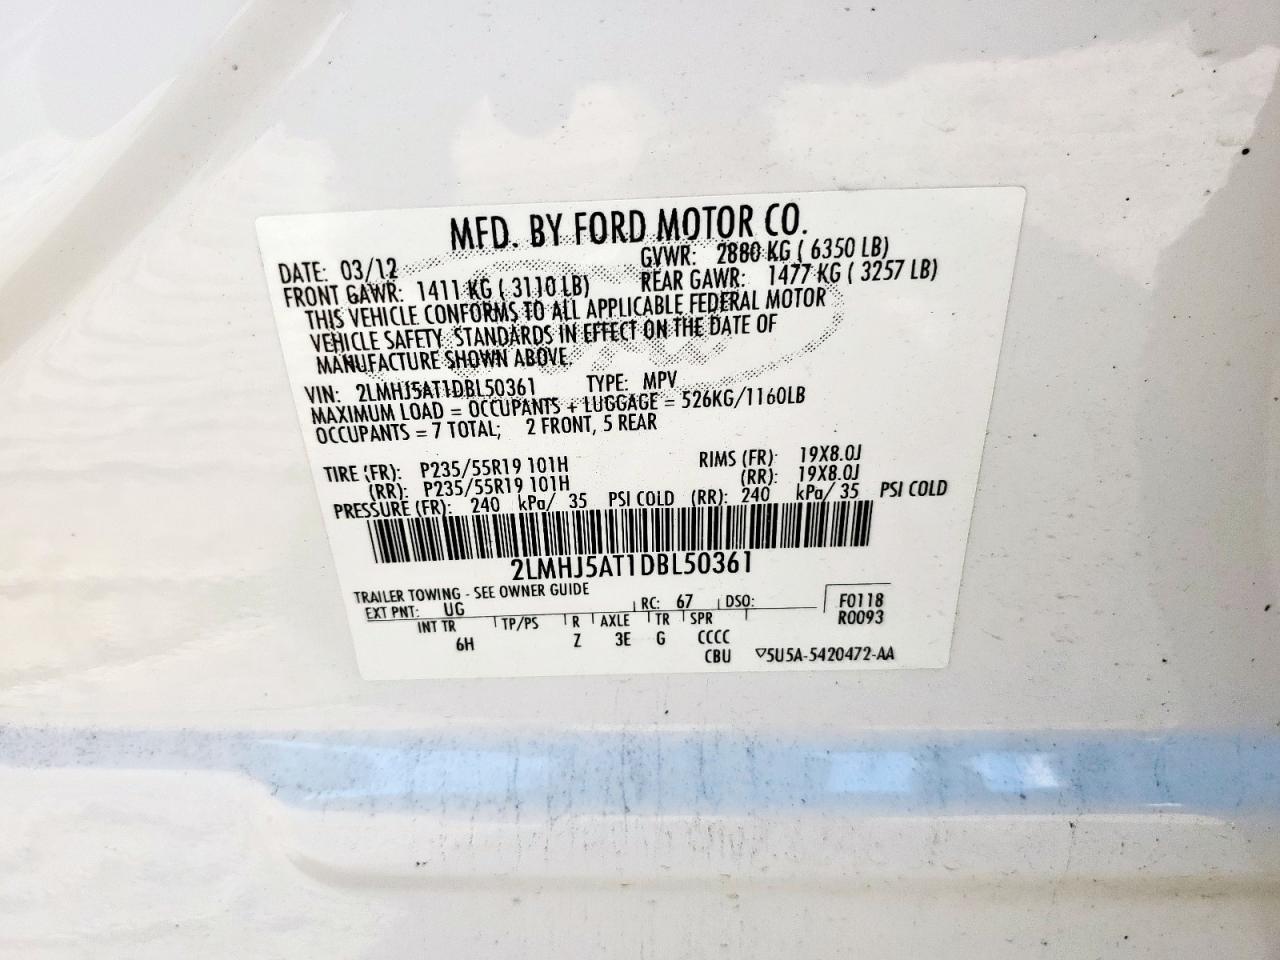 MFD. BY FORD MOTOR CO.
DATE: 03/12 GVWR: 2880 KG ( 6350 LB)
FRONT GAWR: 1411 KG ( 3110 LB) REAR GAWR: 1477 KG ( 3257 LB)
THIS VEHICLE CONFORMS TO ALL APPLICABLE FEDERAL MOTOR
VEHICLE SAFETY STANDARDS IN EFFECT ON THE DATE OF
MANUFACTURE SHOWN ABOVE.
VIN: 2LMHJ5AT1DBL50361 TYPE: MPV
MAXIMUM LOAD = OCCUPANTS + LUGGAGE = 526KG/1160LB
OCCUPANTS = 7 TOTAL; 2 FRONT, 5 REAR
TIRE (FR): P235/55R19 101H RIMS (FR): 19X8.0J
(RR): P235/55R19 101H (RR): 19X8.0J
PRESSURE (FR): 240 kPa/ 35 PSI COLD (RR): 240 kPa/ 35 PSI COLD
2LMHJ5AT1DBL50361
TRAILER TOWING - SEE OWNER GUIDE
EXT PNT: UG RC: 67 DSO: F0118
INT TR TP/PS R AXLE TR SPR R0093
6H Z 3E G CCCC
CBU ▽5U5A-5420472-AA